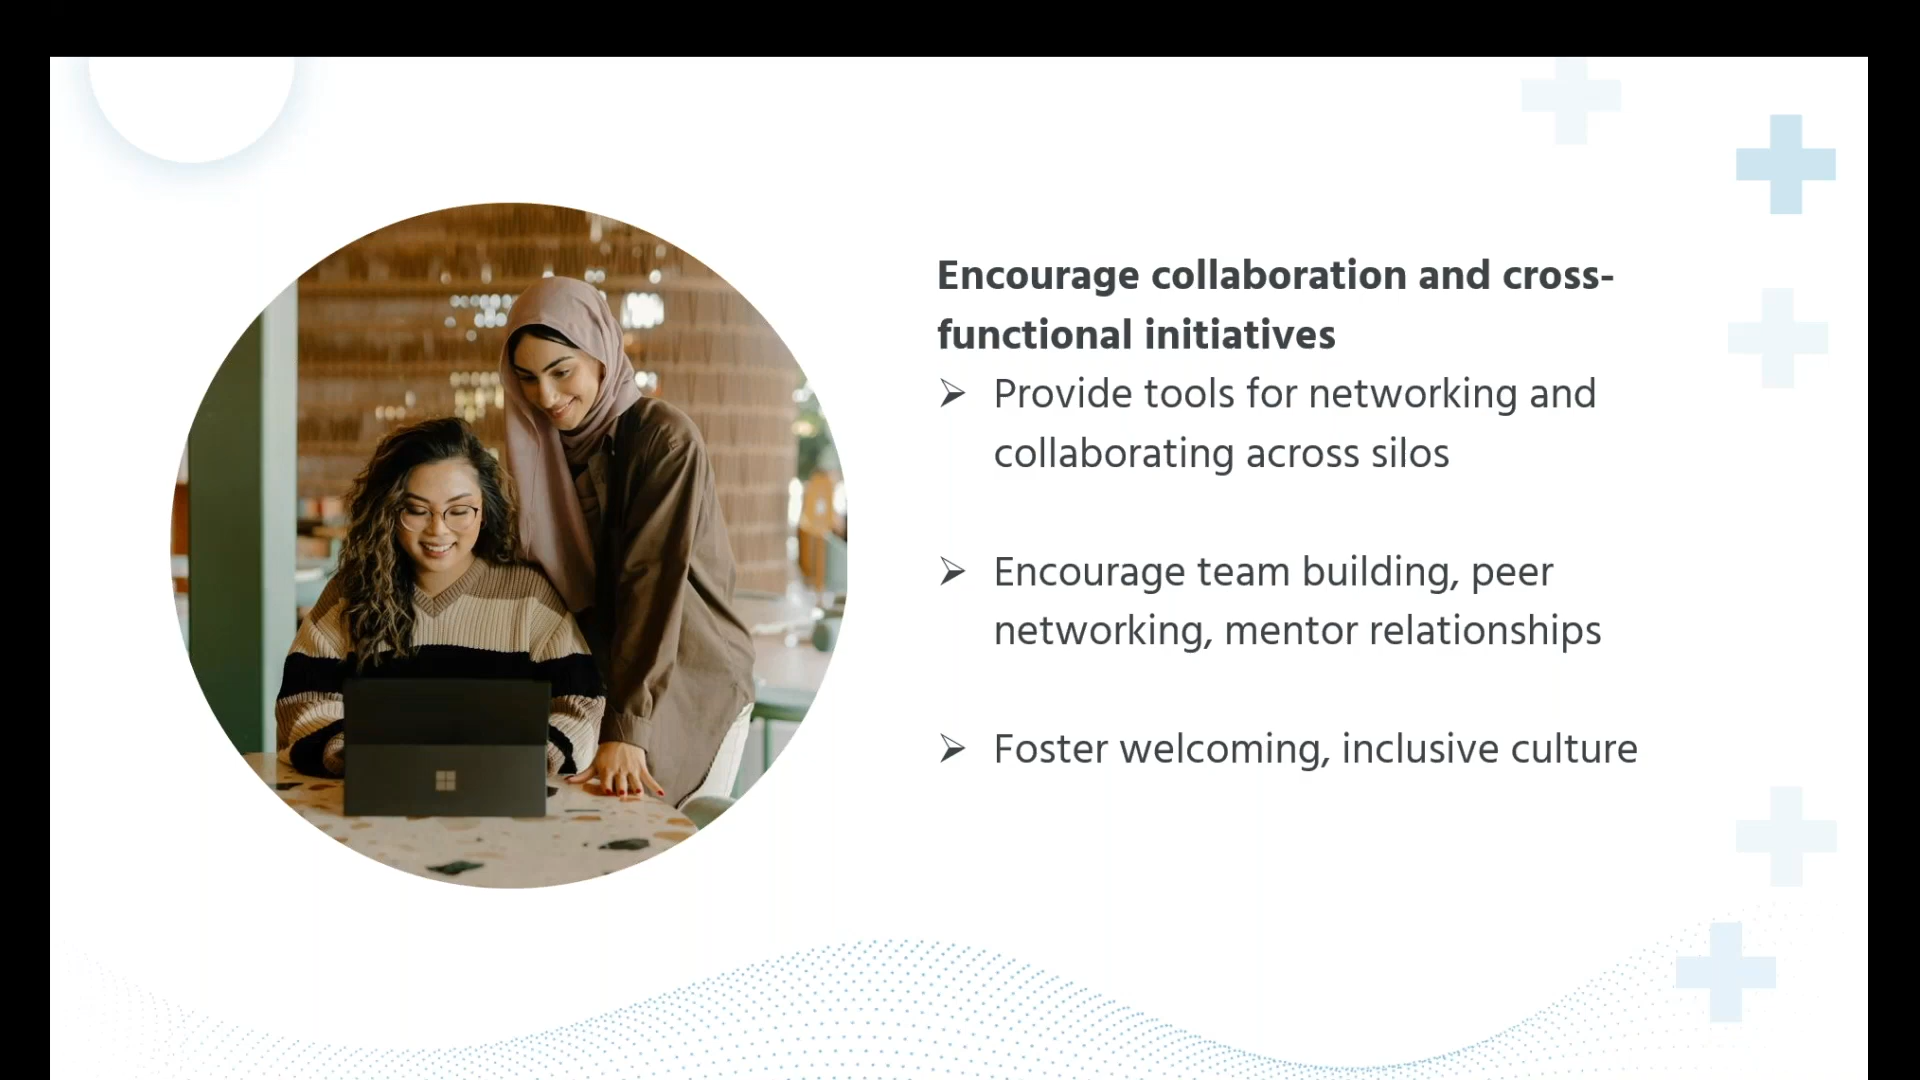 Encourage collaboration and cross-
functional initiatives
➢ Provide tools for networking and
collaborating across silos
➢ Encourage team building, peer
networking, mentor relationships
➢ Foster welcoming, inclusive culture